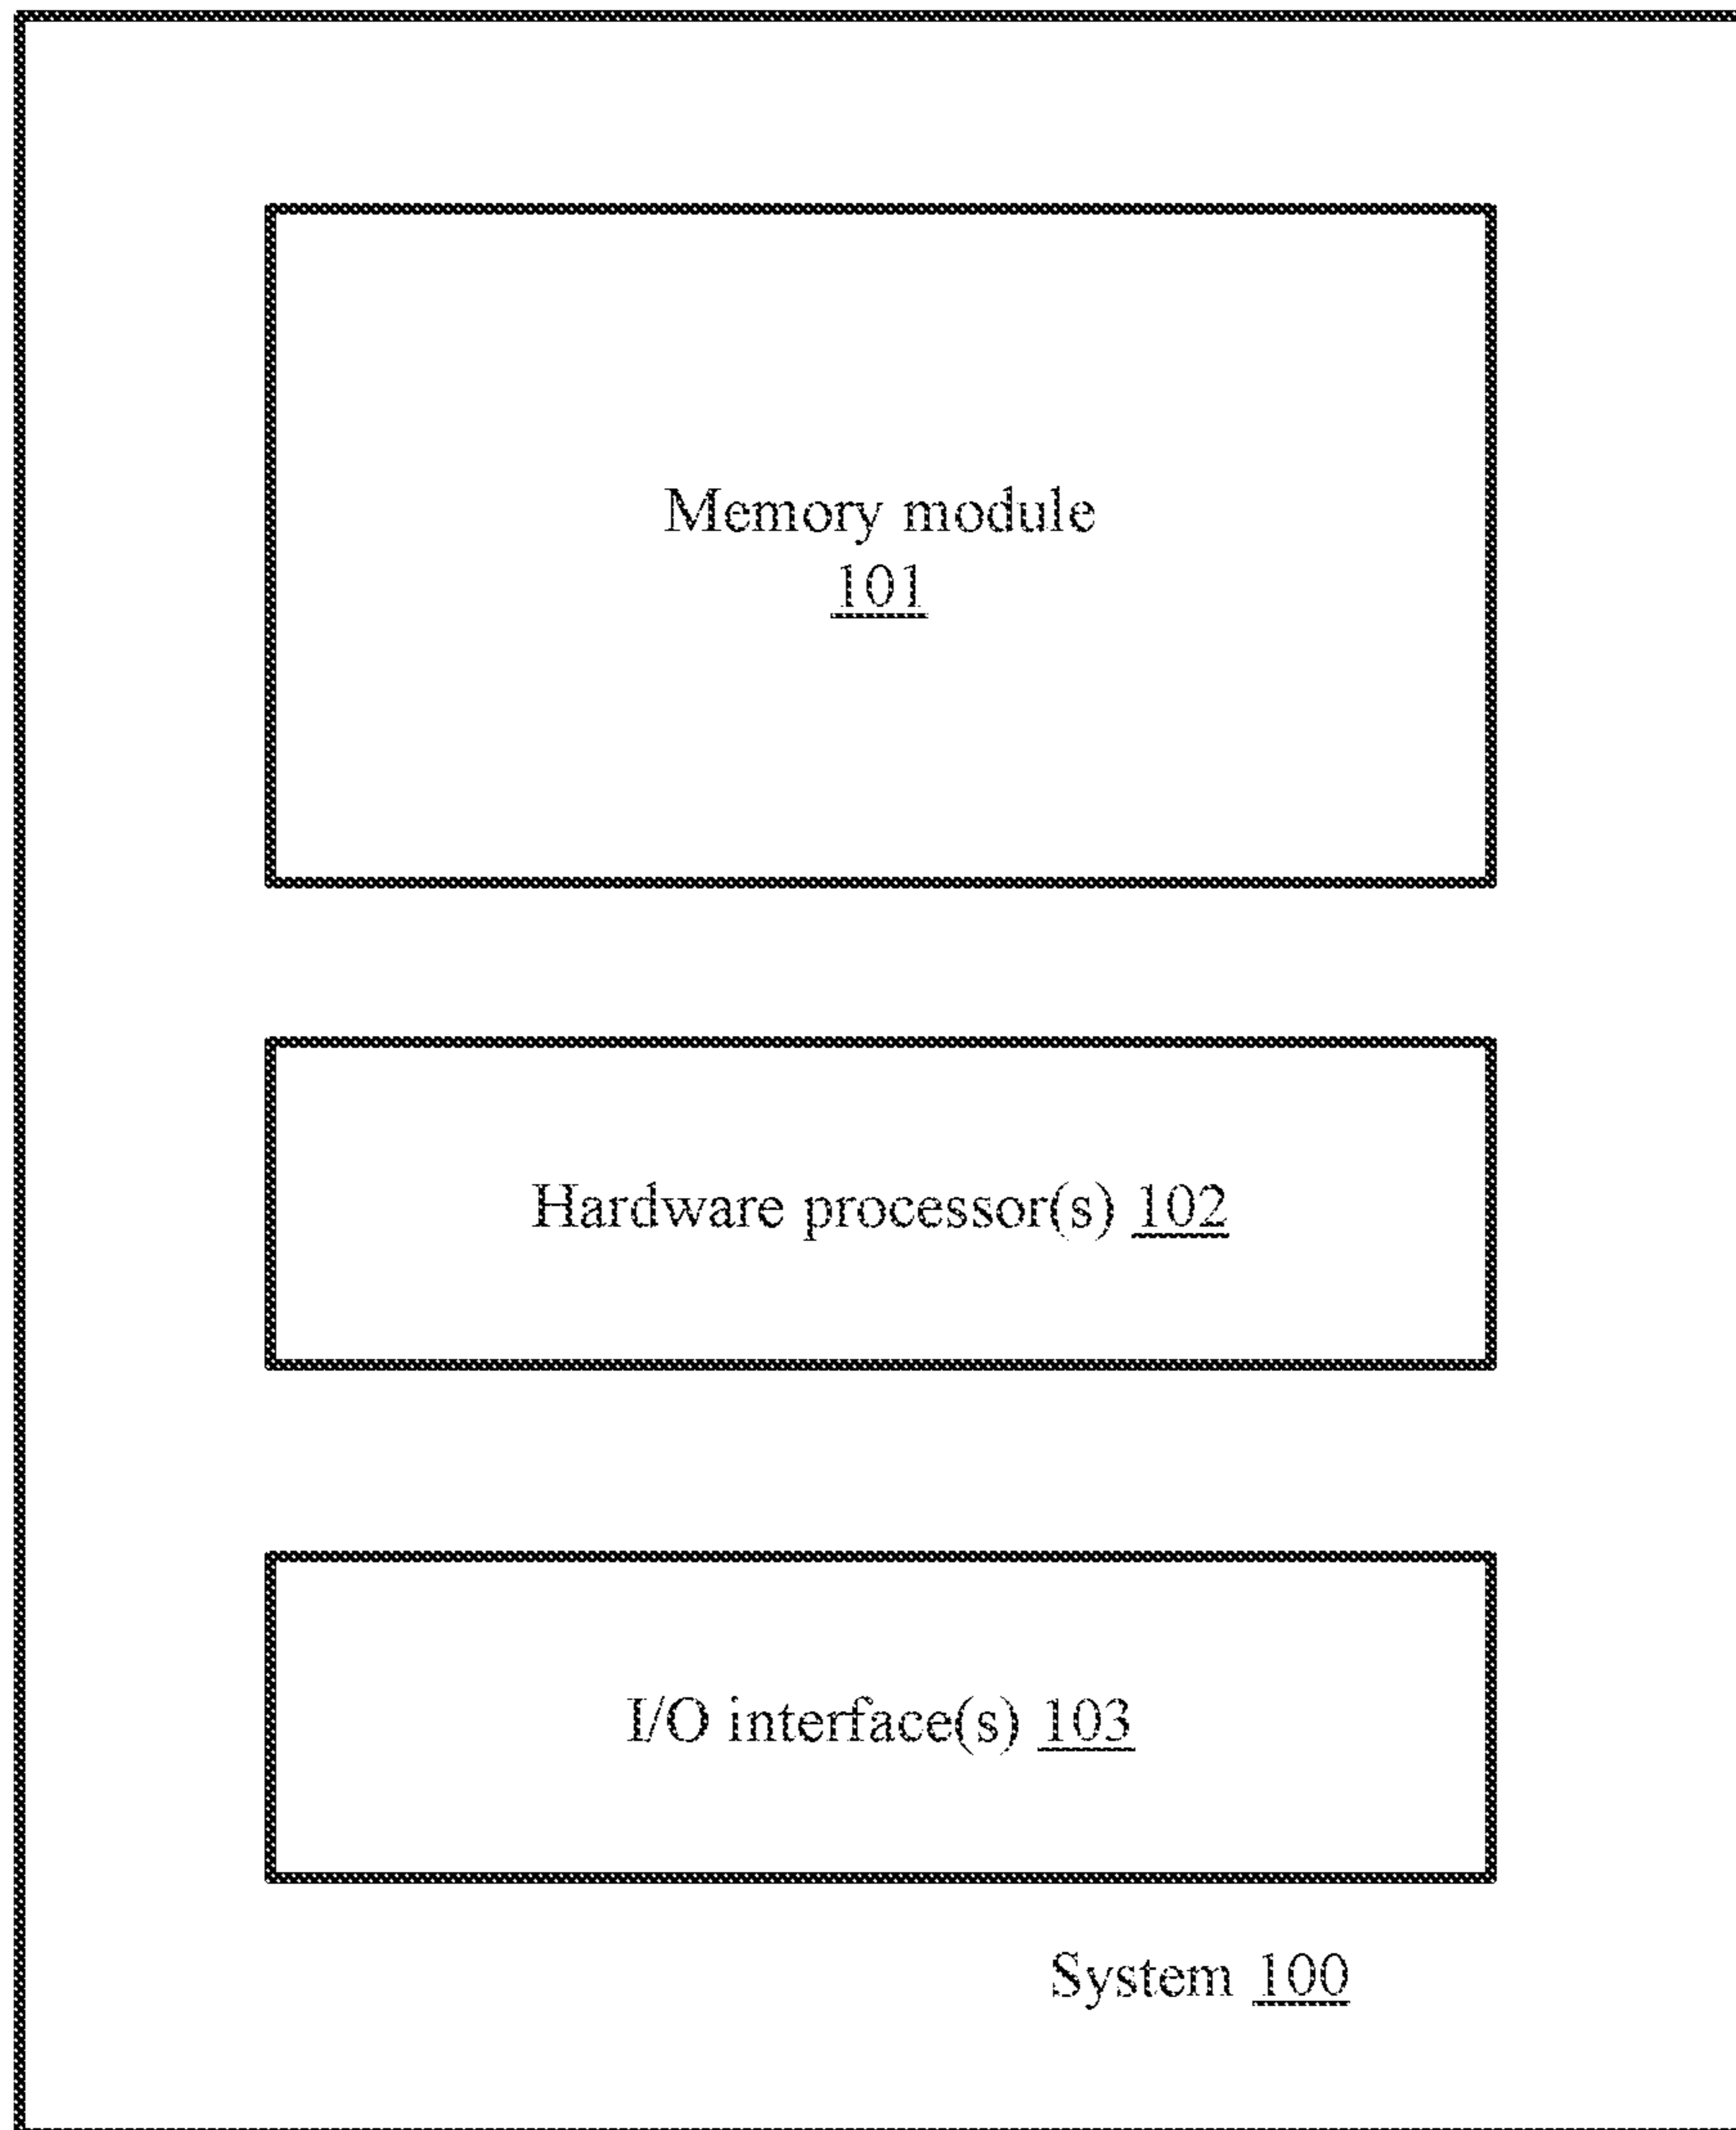 Memory module
101
Hardware processor(s) 102
I/O interface(s) 103
System 100